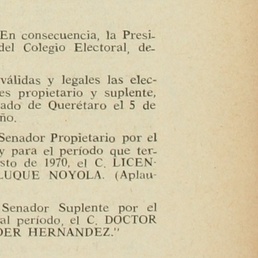 En consecuencia, la Presi-
del Colegio Electoral, de-
válidas y legales las elec-
es propietario y suplente,
ado de Querétaro el 5 de
ño.
Senador Propietario por el
y para el período que ter-
sto de 1970, el C. LICEN-
LUQUE NOYOLA. (Aplau-
Senador Suplente por el
al período, el C. DOCTOR
DER HERNANDEZ."